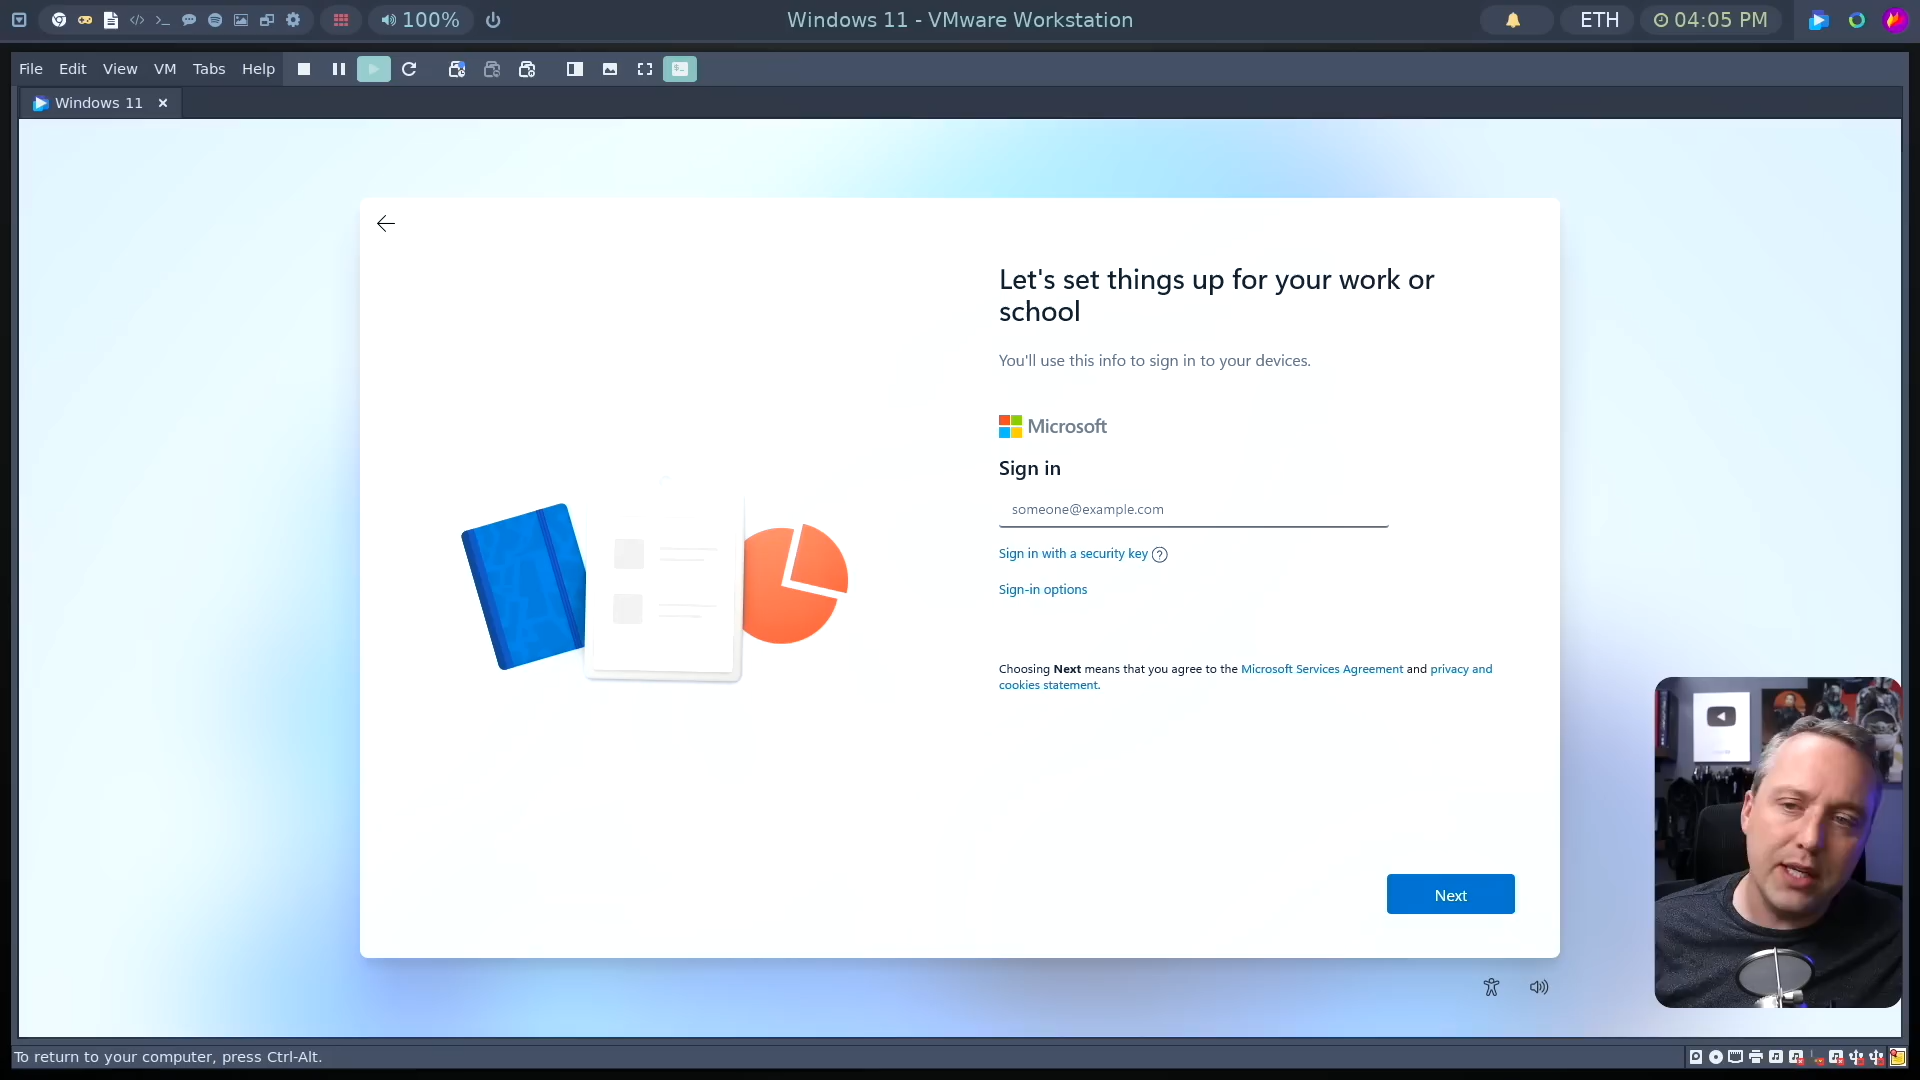 100%
Windows 11 - VMware Workstation
ETH
04:05 PM
File Edit View VM Tabs Help
Windows 11
Let's set things up for your work or
school
You'll use this info to sign in to your devices.
Microsoft
Sign in
someone@example.com
Sign in with a security key
Sign-in options
Choosing Next means that you agree to the Microsoft Services Agreement and privacy and
cookies statement.
Next
To return to your computer, press Ctrl-Alt.